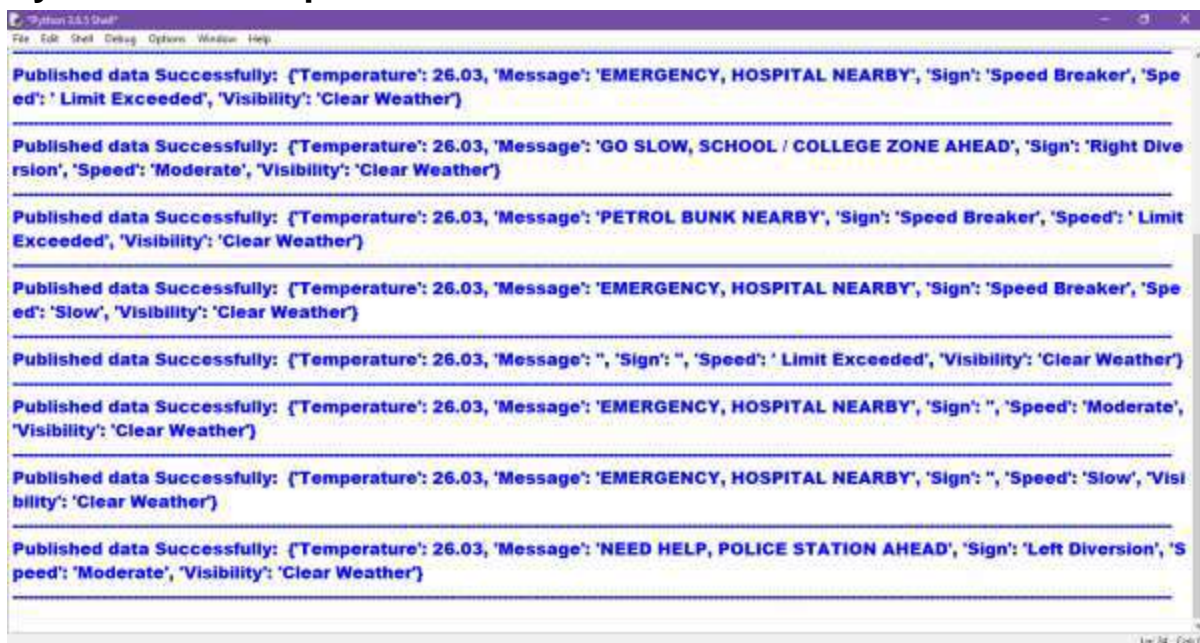 *Python 3.6.5 Shell*
File Edit Shell Debug Options Window Help
Published data Successfully: {'Temperature': 26.03, 'Message': 'EMERGENCY, HOSPITAL NEARBY', 'Sign': 'Speed Breaker', 'Spe
ed': ' Limit Exceeded', 'Visibility': 'Clear Weather'}
Published data Successfully: {'Temperature': 26.03, 'Message': 'GO SLOW, SCHOOL / COLLEGE ZONE AHEAD', 'Sign': 'Right Dive
rsion', 'Speed': 'Moderate', 'Visibility': 'Clear Weather'}
Published data Successfully: {'Temperature': 26.03, 'Message': 'PETROL BUNK NEARBY', 'Sign': 'Speed Breaker', 'Speed': ' Limit
Exceeded', 'Visibility': 'Clear Weather'}
Published data Successfully: {'Temperature': 26.03, 'Message': 'EMERGENCY, HOSPITAL NEARBY', 'Sign': 'Speed Breaker', 'Spe
ed': 'Slow', 'Visibility': 'Clear Weather'}
Published data Successfully: {'Temperature': 26.03, 'Message': '', 'Sign': '', 'Speed': ' Limit Exceeded', 'Visibility': 'Clear Weather'}
Published data Successfully: {'Temperature': 26.03, 'Message': 'EMERGENCY, HOSPITAL NEARBY', 'Sign': '', 'Speed': 'Moderate',
'Visibility': 'Clear Weather'}
Published data Successfully: {'Temperature': 26.03, 'Message': 'EMERGENCY, HOSPITAL NEARBY', 'Sign': '', 'Speed': 'Slow', 'Visi
bility': 'Clear Weather'}
Published data Successfully: {'Temperature': 26.03, 'Message': 'NEED HELP, POLICE STATION AHEAD', 'Sign': 'Left Diversion', 'S
peed': 'Moderate', 'Visibility': 'Clear Weather'}